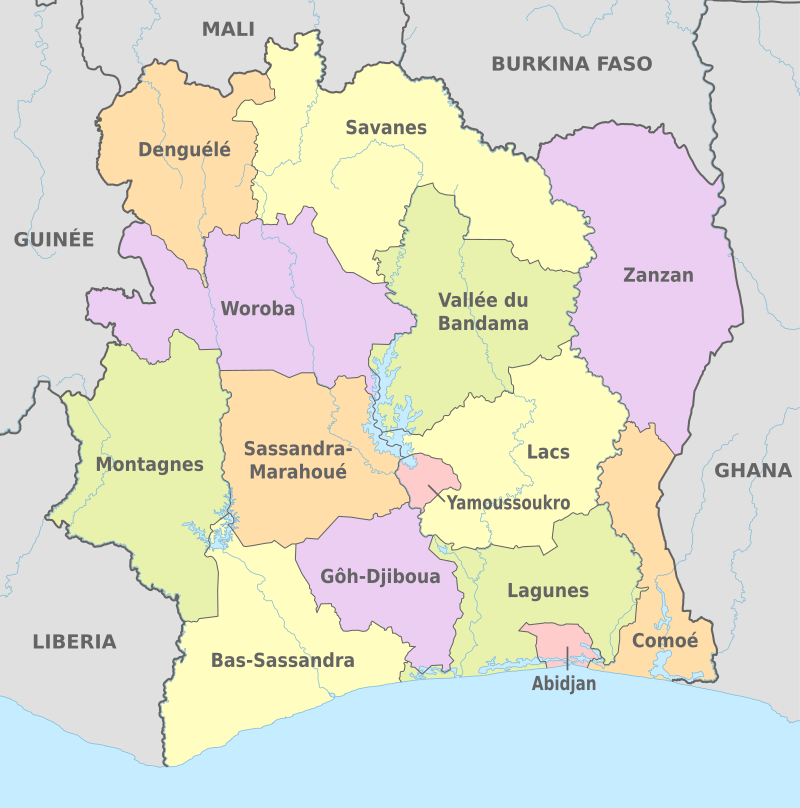 MALI
BURKINA FASO
Savanes
Denguélé
GUINÉE
Zanzan
Woroba
Vallée du
Bandama
Sassandra-
Marahoué
Lacs
Montagnes
GHANA
Yamoussoukro
Gôh-Djiboua
Lagunes
LIBERIA
Comoé
Bas-Sassandra
Abidjan